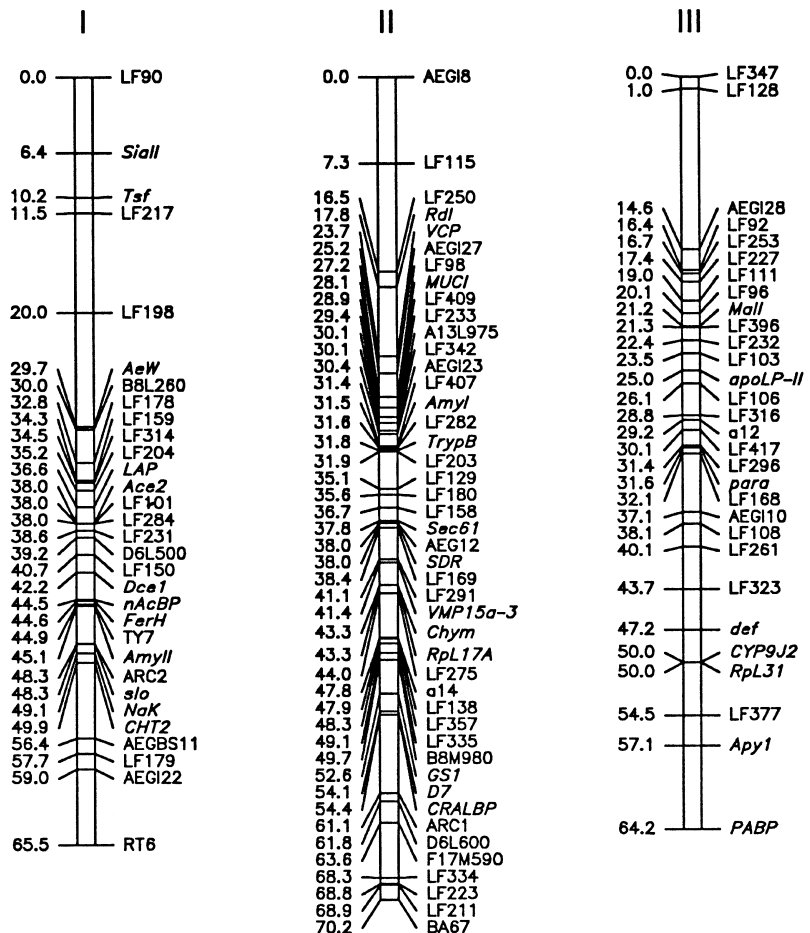 I
0.0 LF90
6.4 SiaII
10.2 Tsf
11.5 LF217
20.0 LF198
29.7 AeW
30.0 B8L260
32.8 LF178
34.3 LF159
34.5 LF314
35.2 LF204
36.6 LAP
38.0 Ace2
38.0 LF101
38.0 LF284
38.6 LF231
39.2 D6L500
40.7 LF150
42.2 Dce1
44.5 nAcBP
44.6 FerH
44.9 TY7
45.1 AmyII
48.3 ARC2
48.3 slo
49.1 NaK
49.9 CHT2
56.4 AEGBS11
57.7 LF179
59.0 AEGI22
65.5 RT6
II
0.0 AEGI8
7.3 LF115
16.5 LF250
17.8 Rdl
23.7 VCP
25.2 AEGI27
27.2 LF98
28.1 MUCI
28.9 LF409
29.4 LF233
30.1 A13L975
30.1 LF342
30.4 AEGI23
31.4 LF407
31.5 AmyI
31.6 LF282
31.8 TrypB
31.9 LF203
35.1 LF129
35.6 LF180
36.7 LF158
37.8 Sec61
38.0 AEG12
38.0 SDR
38.4 LF169
41.1 LF291
41.4 VMP15a-3
43.3 Chym
43.3 RpL17A
44.0 LF275
47.8 a14
47.9 LF138
48.3 LF357
49.1 LF335
49.7 B8M980
52.6 GS1
54.1 D7
54.4 CRALBP
61.1 ARC1
61.8 D6L600
63.6 F17M590
68.3 LF334
68.8 LF223
68.9 LF211
70.2 BA67
III
0.0 LF347
1.0 LF128
14.6 AEGI28
16.4 LF92
16.7 LF253
17.4 LF227
19.0 LF111
20.1 LF96
21.2 MalI
21.3 LF396
22.4 LF232
23.5 LF103
25.0 apoLP-II
26.1 LF106
28.8 LF316
29.2 a12
30.1 LF417
31.4 LF296
31.6 para
32.1 LF168
37.1 AEGI10
38.1 LF108
40.1 LF261
43.7 LF323
47.2 def
50.0 CYP9J2
50.0 RpL31
54.5 LF377
57.1 Apy1
64.2 PABP